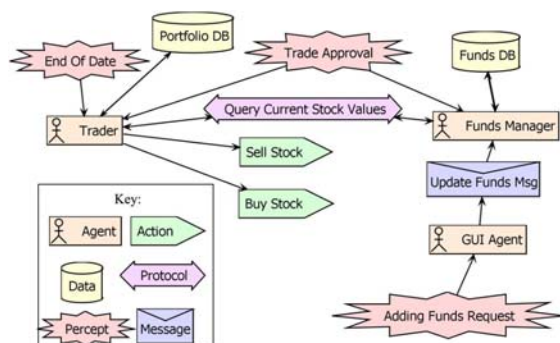 Portfolio DB
Trade Approval
Funds DB
End Of Date
Query Current Stock Values
Trader
Funds Manager
Sell Stock
Update Funds Msg
Buy Stock
Key:
Agent
Action
GUI Agent
Data
Protocol
Percept
Message
Adding Funds Request